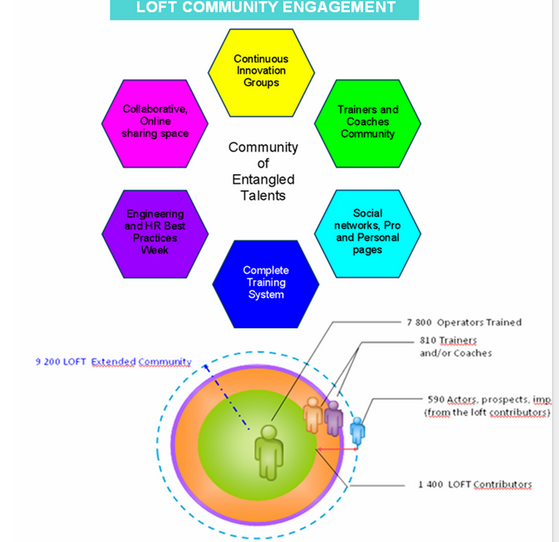 LOFT COMMUNITY ENGAGEMENT
Continuous
Innovation
Groups
Collaborative,
Online
sharing space
Trainers and
Coaches
Community
Community
of
Entangled
Talents
Engineering
and HR Best
Practices
Week
Social
networks, Pro
and Personal
pages
Complete
Training
System
7 800 Operators Trained
810 Trainers
and/or Coaches
9 200 LOFT Extended Community
590 Actors, prospects, imp
(from the loft contributors)
1 400 LOFT Contributors